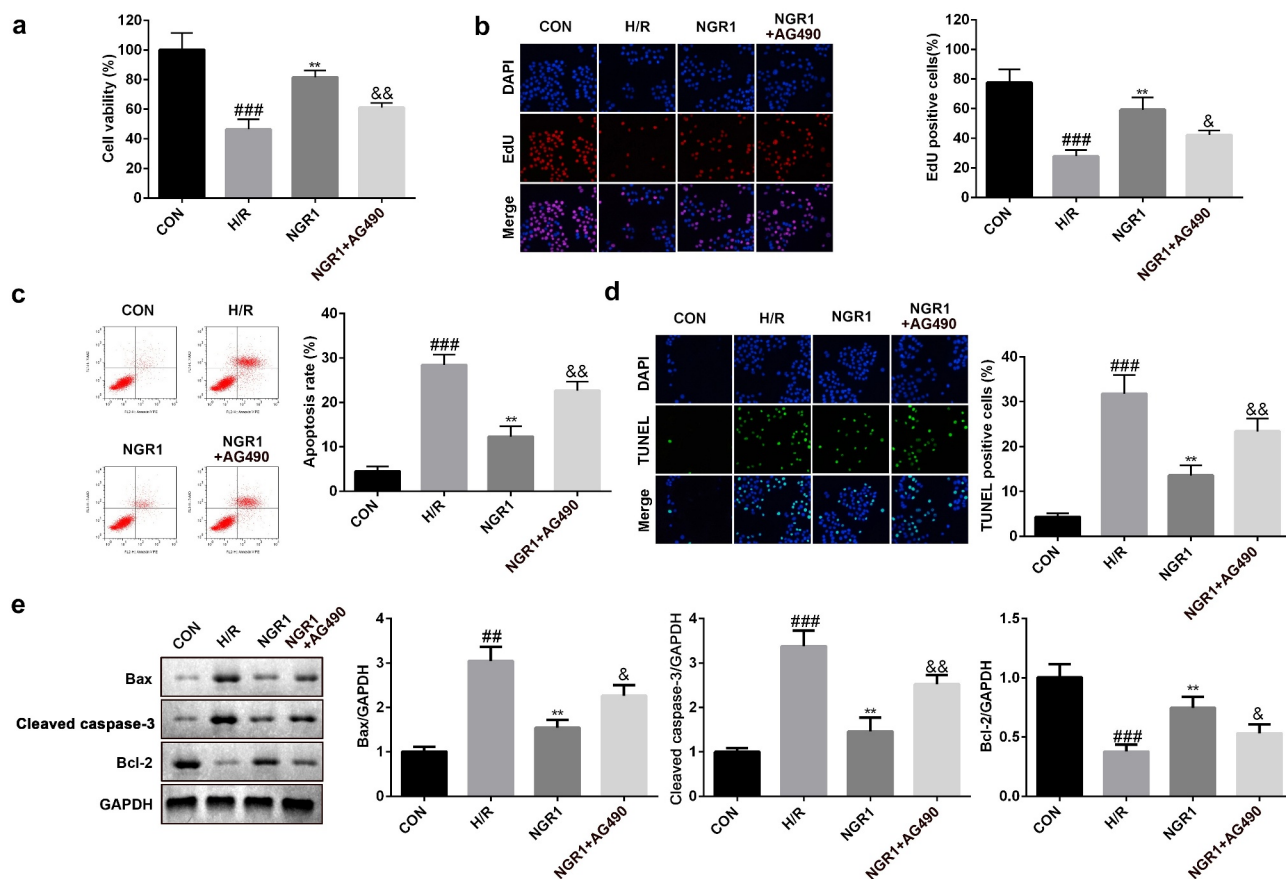 a
Cell vability (%)
120
100
80
60
40
20
0
###
**
&&
CON
H/R
NGR1
NGR1+AG490
b
CON
H/R
NGR1
NGR1
+AG490
DAPI
EdU
Merge
EdU positive cells(%)
120
100
80
60
40
20
0
###
**
&
CON
H/R
NGR1
NGR1+AG490
c
CON
H/R
NGR1
NGR1
+AG490
Apoptosis rate (%)
40
30
20
10
0
###
**
&&
CON
H/R
NGR1
NGR1+AG490
d
CON
H/R
NGR1
NGR1
+AG490
DAPI
TUNEL
Merge
TUNEL positive cells (%)
40
30
20
10
0
###
**
&&
CON
H/R
NGR1
NGR1+AG490
e
CON
H/R
NGR1
NGR1
+AG490
Bax
Cleaved caspase-3
Bcl-2
GAPDH
Bax/GAPDH
4
3
2
1
0
##
**
&
CON
H/R
NGR1
NGR1+AG490
Cleaved caspase-3/GAPDH
4
3
2
1
0
###
**
&&
CON
H/R
NGR1
NGR1+AG490
Bcl-2/GAPDH
1.5
1.0
0.5
0.0
###
**
&
CON
H/R
NGR1
NGR1+AG490